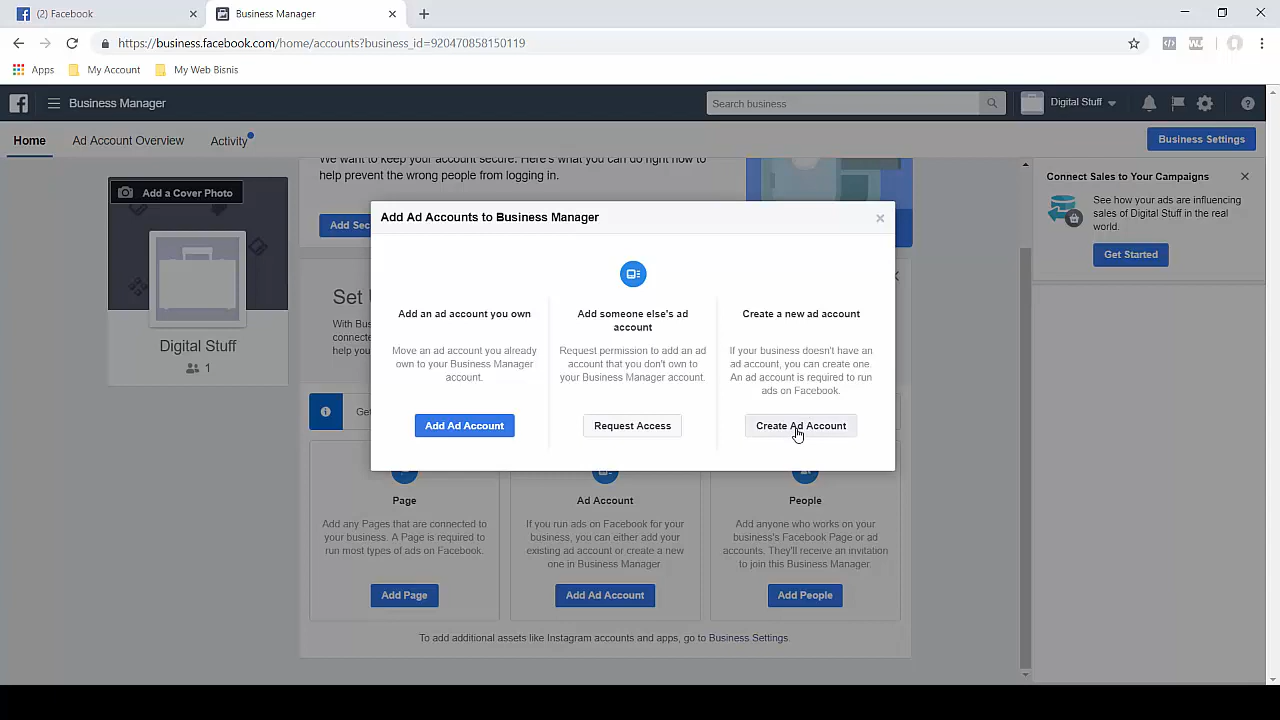 (2) Facebook
Business Manager
https://business.facebook.com/home/accounts?business_id=920470858150119
Apps
My Account
My Web Bisnis
Business Manager
Search business
Digital Stuff
Home
Ad Account Overview
Activity
Business Settings
We want to keep your account secure. Here's what you can do right now to
help prevent the wrong people from logging in.
Add a Cover Photo
Digital Stuff
1
Add Sec
Set
With Bus
connecte
help you
Get
Add Ad Accounts to Business Manager
Add an ad account you own
Move an ad account you already
own to your Business Manager
account.
Add Ad Account
Add someone else's ad
account
Request permission to add an ad
account that you don't own to
your Business Manager account.
Request Access
Create a new ad account
If your business doesn't have an
ad account, you can create one.
An ad account is required to run
ads on Facebook.
Create Ad Account
Page
Add any Pages that are connected to
your business. A Page is required to
run most types of ads on Facebook.
Add Page
Ad Account
If you run ads on Facebook for your
business, you can either add your
existing ad account or create a new
one in Business Manager
Add Ad Account
People
Add anyone who works on your
business's Facebook Page or ad
accounts. They'll receive an invitation
to join this Business Manager.
Add People
To add additional assets like Instagram accounts and apps, go to Business Settings.
Connect Sales to Your Campaigns
See how your ads are influencing
sales of Digital Stuff in the real
world.
Get Started